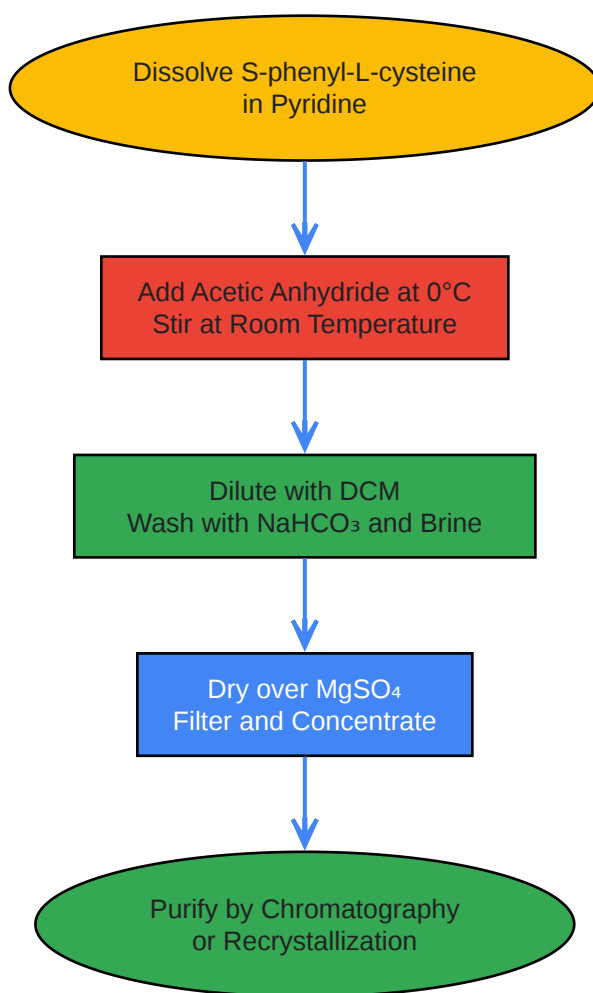 Dissolve S-phenyl-L-cysteine
in Pyridine
Add Acetic Anhydride at 0°C
Stir at Room Temperature
Dilute with DCM
Wash with NaHCO₃ and Brine
Dry over MgSO₄
Filter and Concentrate
Purify by Chromatography
or Recrystallization